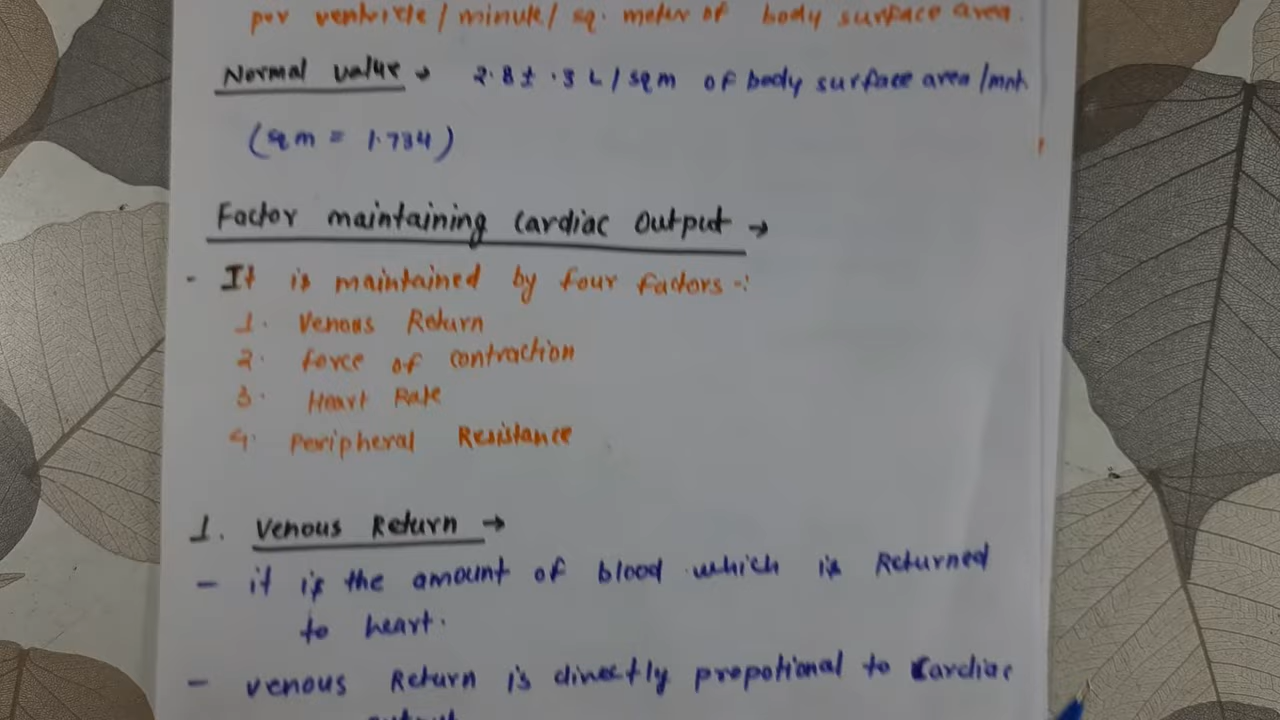 per ventricle / minute / sq. meter of body surface area.
Normal value → 2.8 ± .3 L / sqm of body surface area / mnt.
(sqm = 1.734)
Factor maintaining Cardiac Output →
- It is maintained by four factors -:
1. Venous Return
2. Force of contraction
3. Heart Rate
4. Peripheral Resistance
1. Venous Return →
- it is the amount of blood which is Returned
to heart.
- venous Return is directly propotional to Cardiac
output